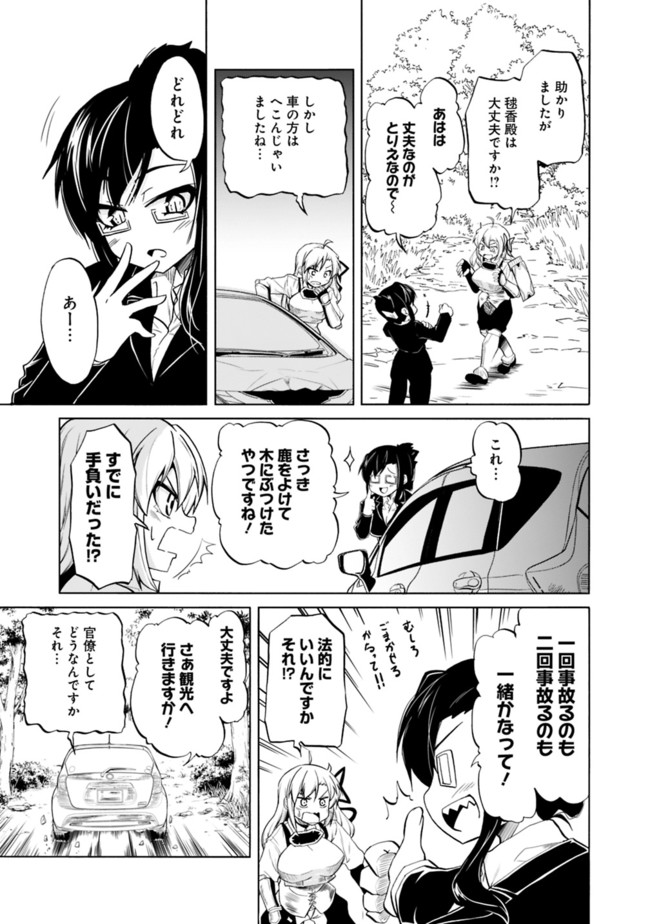 助かり
ましたが
毬香殿は
大丈夫ですか!?
あはは
丈夫なのが
とりえなので〜
しかし
車の方は
へこんじゃい
ましたね…
どれどれ
あー…
これ…
さっき
鹿をよけて
木にぶつけた
やつですね!
すでに
手負いだった!?
一回事故るのも
二回事故るのも
一緒かなって!
むしろ
ごまかせる
かなって!!
法的に
いいんですか
それ!?
大丈夫ですよ
さぁ観光へ
行きますか!
官僚として
どうなんですか
それ…